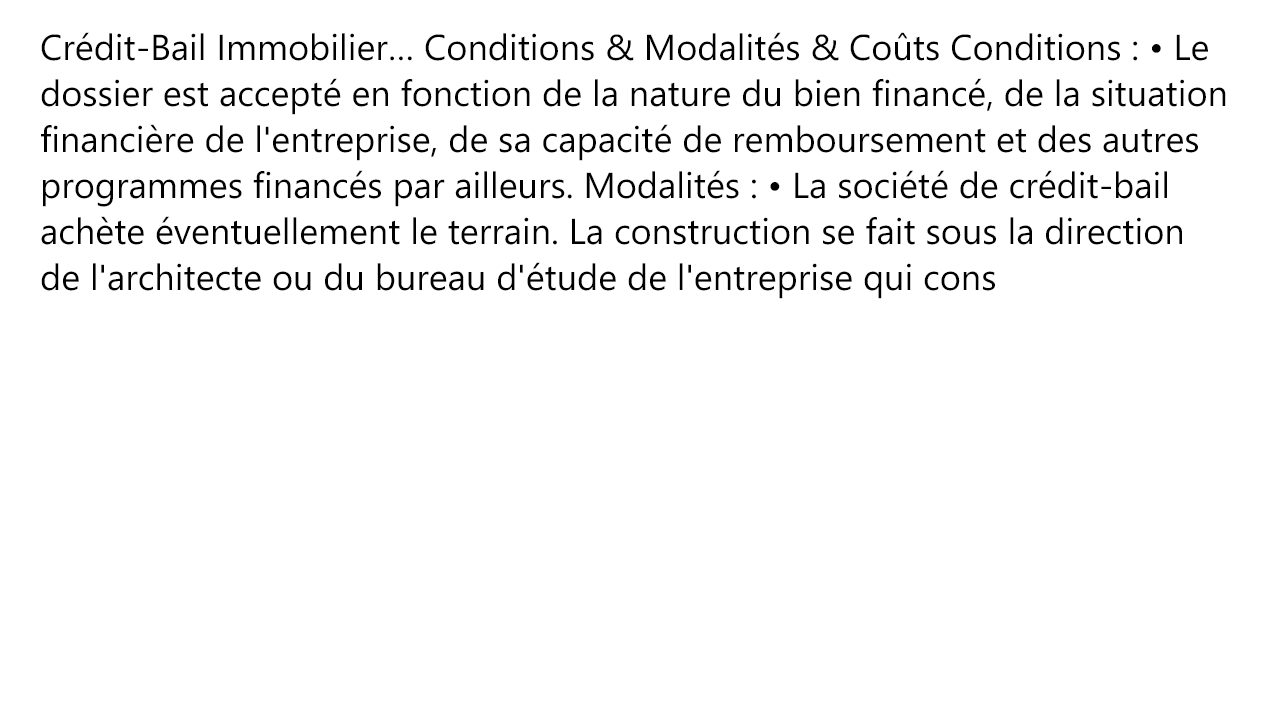 Crédit-Bail Immobilier… Conditions & Modalités & Coûts Conditions : • Le
dossier est accepté en fonction de la nature du bien financé, de la situation
financière de l'entreprise, de sa capacité de remboursement et des autres
programmes financés par ailleurs. Modalités : • La société de crédit-bail
achète éventuellement le terrain. La construction se fait sous la direction
de l'architecte ou du bureau d'étude de l'entreprise qui cons